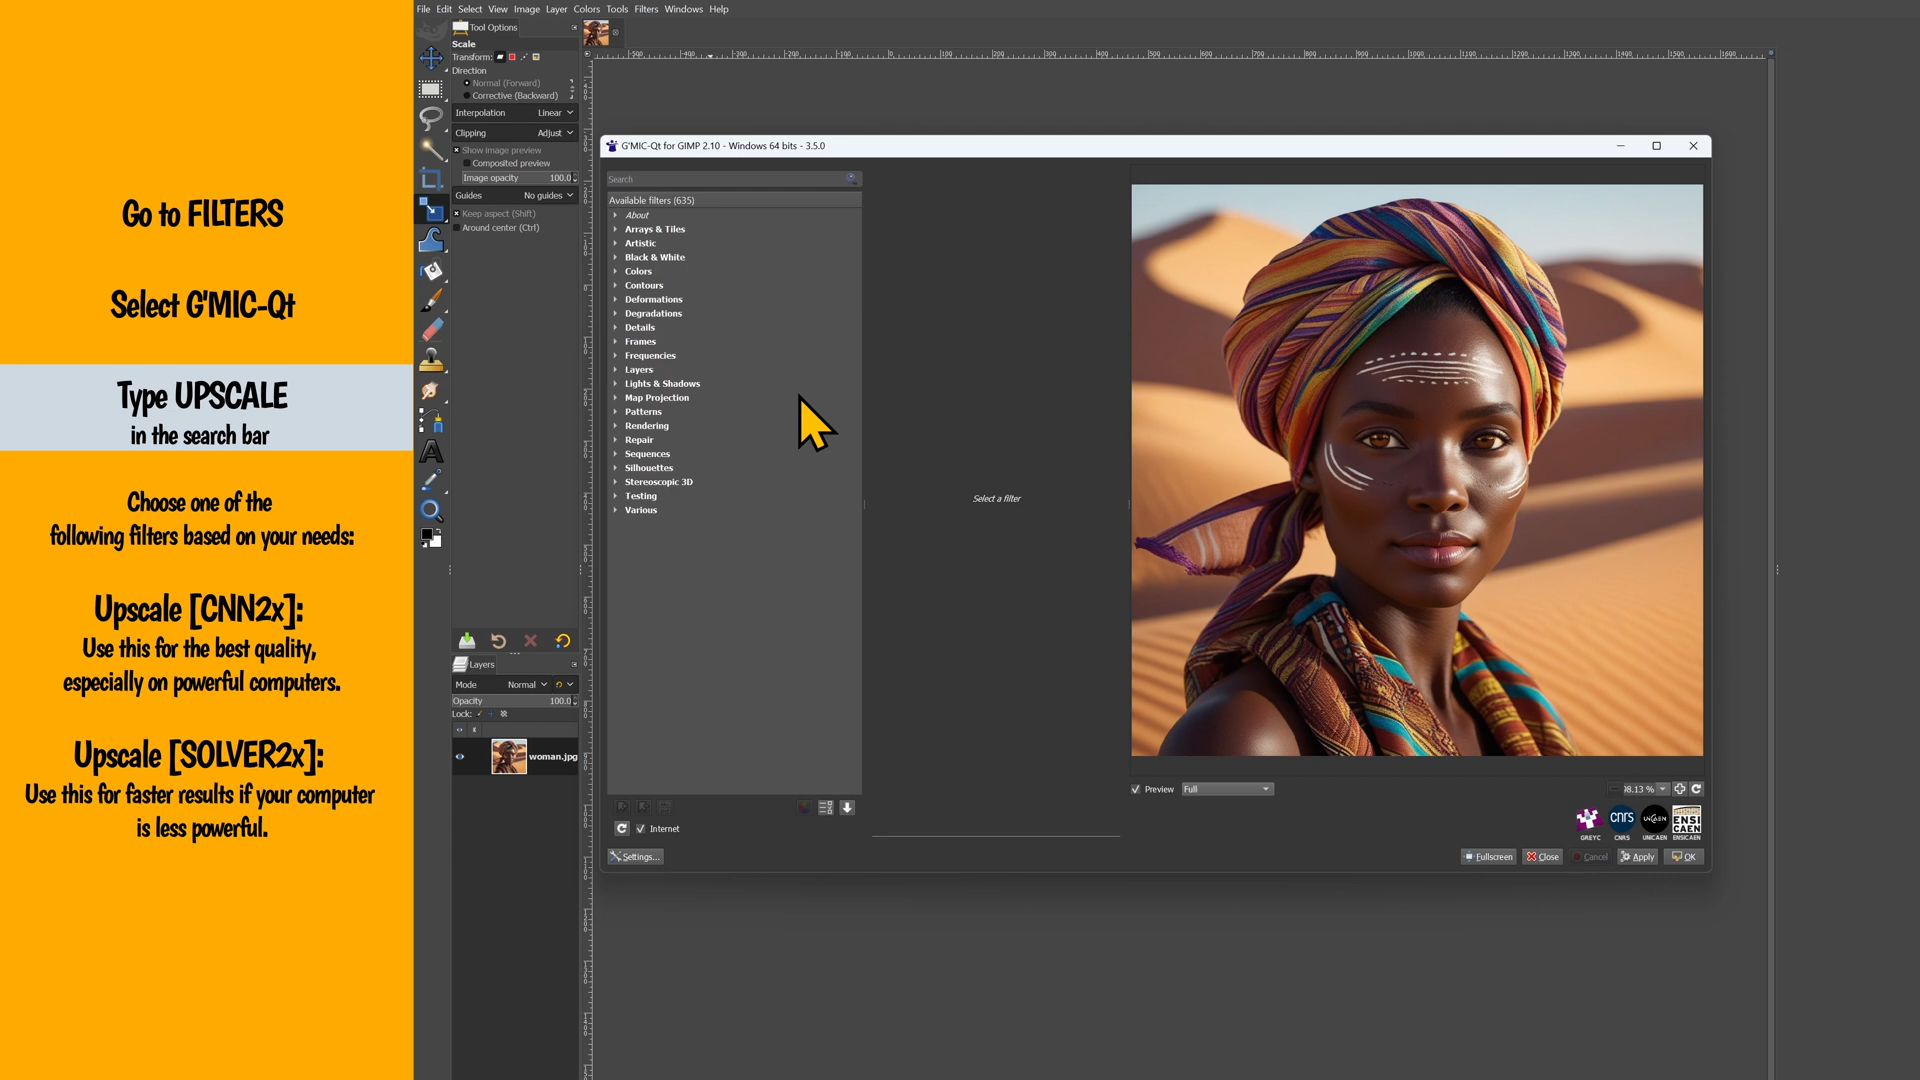 Go to FILTERS
Select G'MIC-Qt
Type UPSCALE
in the search bar
Choose one of the
following filters based on your needs:
Upscale [CNN2x]:
Use this for the best quality,
especially on powerful computers.
Upscale [SOLVER2x]:
Use this for faster results if your computer
is less powerful.
File Edit Select View Image Layer Colors Tools Filters Windows Help
Tool Options
Scale
Transform:
Direction
Normal (Forward)
Corrective (Backward)
Interpolation Linear
Clipping Adjust
Show image preview
Composited preview
Image opacity 100.0
Guides No guides
Keep aspect (Shift)
Around center (Ctrl)
Layers
Mode Normal
Opacity 100.0
Lock:
woman.jpg
G'MIC-Qt for GIMP 2.10 - Windows 64 bits - 3.5.0
Search
Available filters (635)
About
Arrays & Tiles
Artistic
Black & White
Colors
Contours
Deformations
Degradations
Details
Frames
Frequencies
Layers
Lights & Shadows
Map Projection
Patterns
Rendering
Repair
Sequences
Silhouettes
Stereoscopic 3D
Testing
Various
Internet
Settings...
Select a filter
Preview Full
8.13 %
GREYC
cnrs
CNRS
UNICAEN
UNICAEN
ENSI
CAEN
ENSICAEN
Fullscreen Close Cancel Apply OK